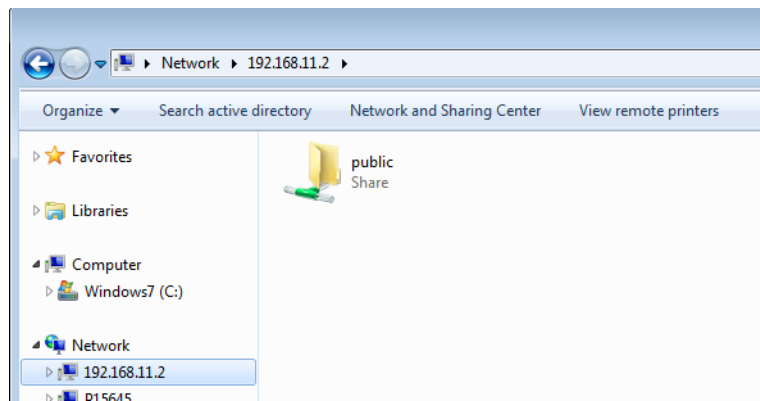 Network 192.168.11.2
Organize Search active directory Network and Sharing Center View remote printers
Favorites
Libraries
Computer
Windows7 (C:)
Network
192.168.11.2
P15645
public
Share